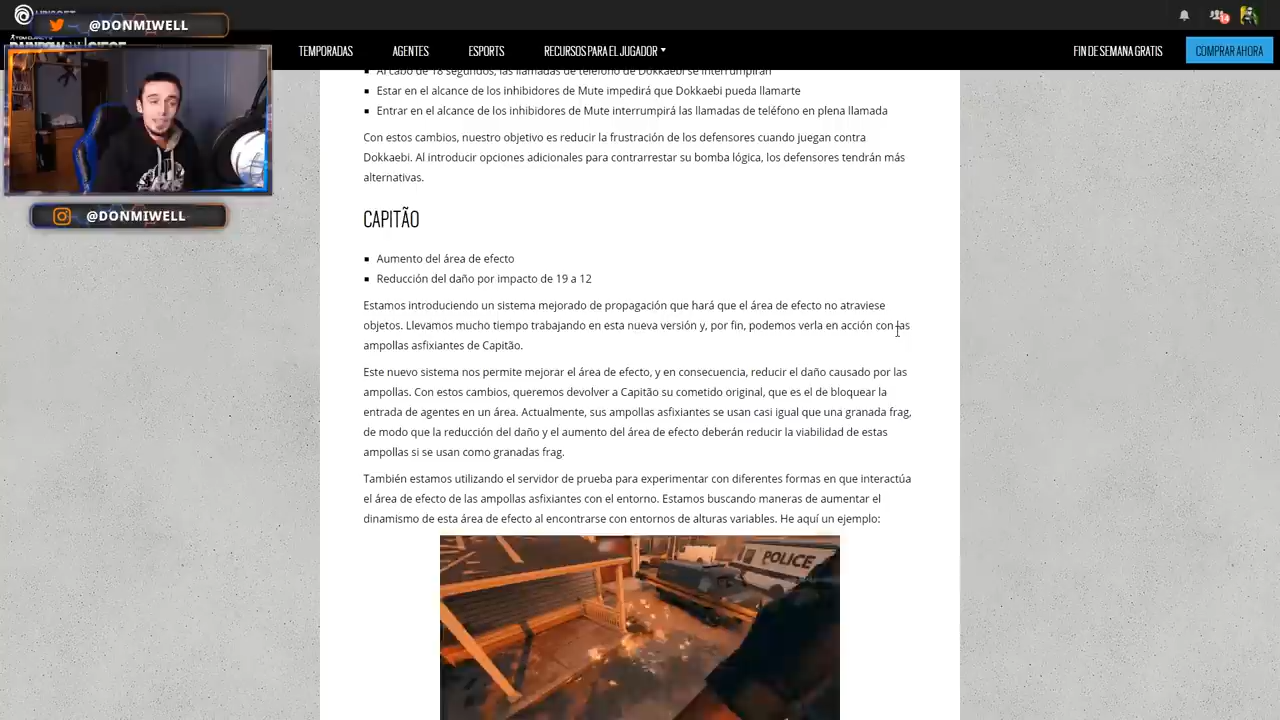 @DONMIWELL
TEMPORADAS
AGENTES
ESPORTS
RECURSOS PARA EL JUGADOR
FIN DE SEMANA GRATIS
COMPRAR AHORA
14
Al cabo de 18 segundos, las llamadas de teléfono de Dokkaebi se interrumpirán
Estar en el alcance de los inhibidores de Mute impedirá que Dokkaebi pueda llamarte
Entrar en el alcance de los inhibidores de Mute interrumpirá las llamadas de teléfono en plena llamada
Con estos cambios, nuestro objetivo es reducir la frustración de los defensores cuando juegan contra
Dokkaebi. Al introducir opciones adicionales para contrarrestar su bomba lógica, los defensores tendrán más
alternativas.
@DONMIWELL
CAPITÃO
Aumento del área de efecto
Reducción del daño por impacto de 19 a 12
Estamos introduciendo un sistema mejorado de propagación que hará que el área de efecto no atraviese
objetos. Llevamos mucho tiempo trabajando en esta nueva versión y, por fin, podemos verla en acción con las
ampollas asfixiantes de Capitão.
Este nuevo sistema nos permite mejorar el área de efecto, y en consecuencia, reducir el daño causado por las
ampollas. Con estos cambios, queremos devolver a Capitão su cometido original, que es el de bloquear la
entrada de agentes en un área. Actualmente, sus ampollas asfixiantes se usan casi igual que una granada frag,
de modo que la reducción del daño y el aumento del área de efecto deberán reducir la viabilidad de estas
ampollas si se usan como granadas frag.
También estamos utilizando el servidor de prueba para experimentar con diferentes formas en que interactúa
el área de efecto de las ampollas asfixiantes con el entorno. Estamos buscando maneras de aumentar el
dinamismo de esta área de efecto al encontrarse con entornos de alturas variables. He aquí un ejemplo:
POLICE